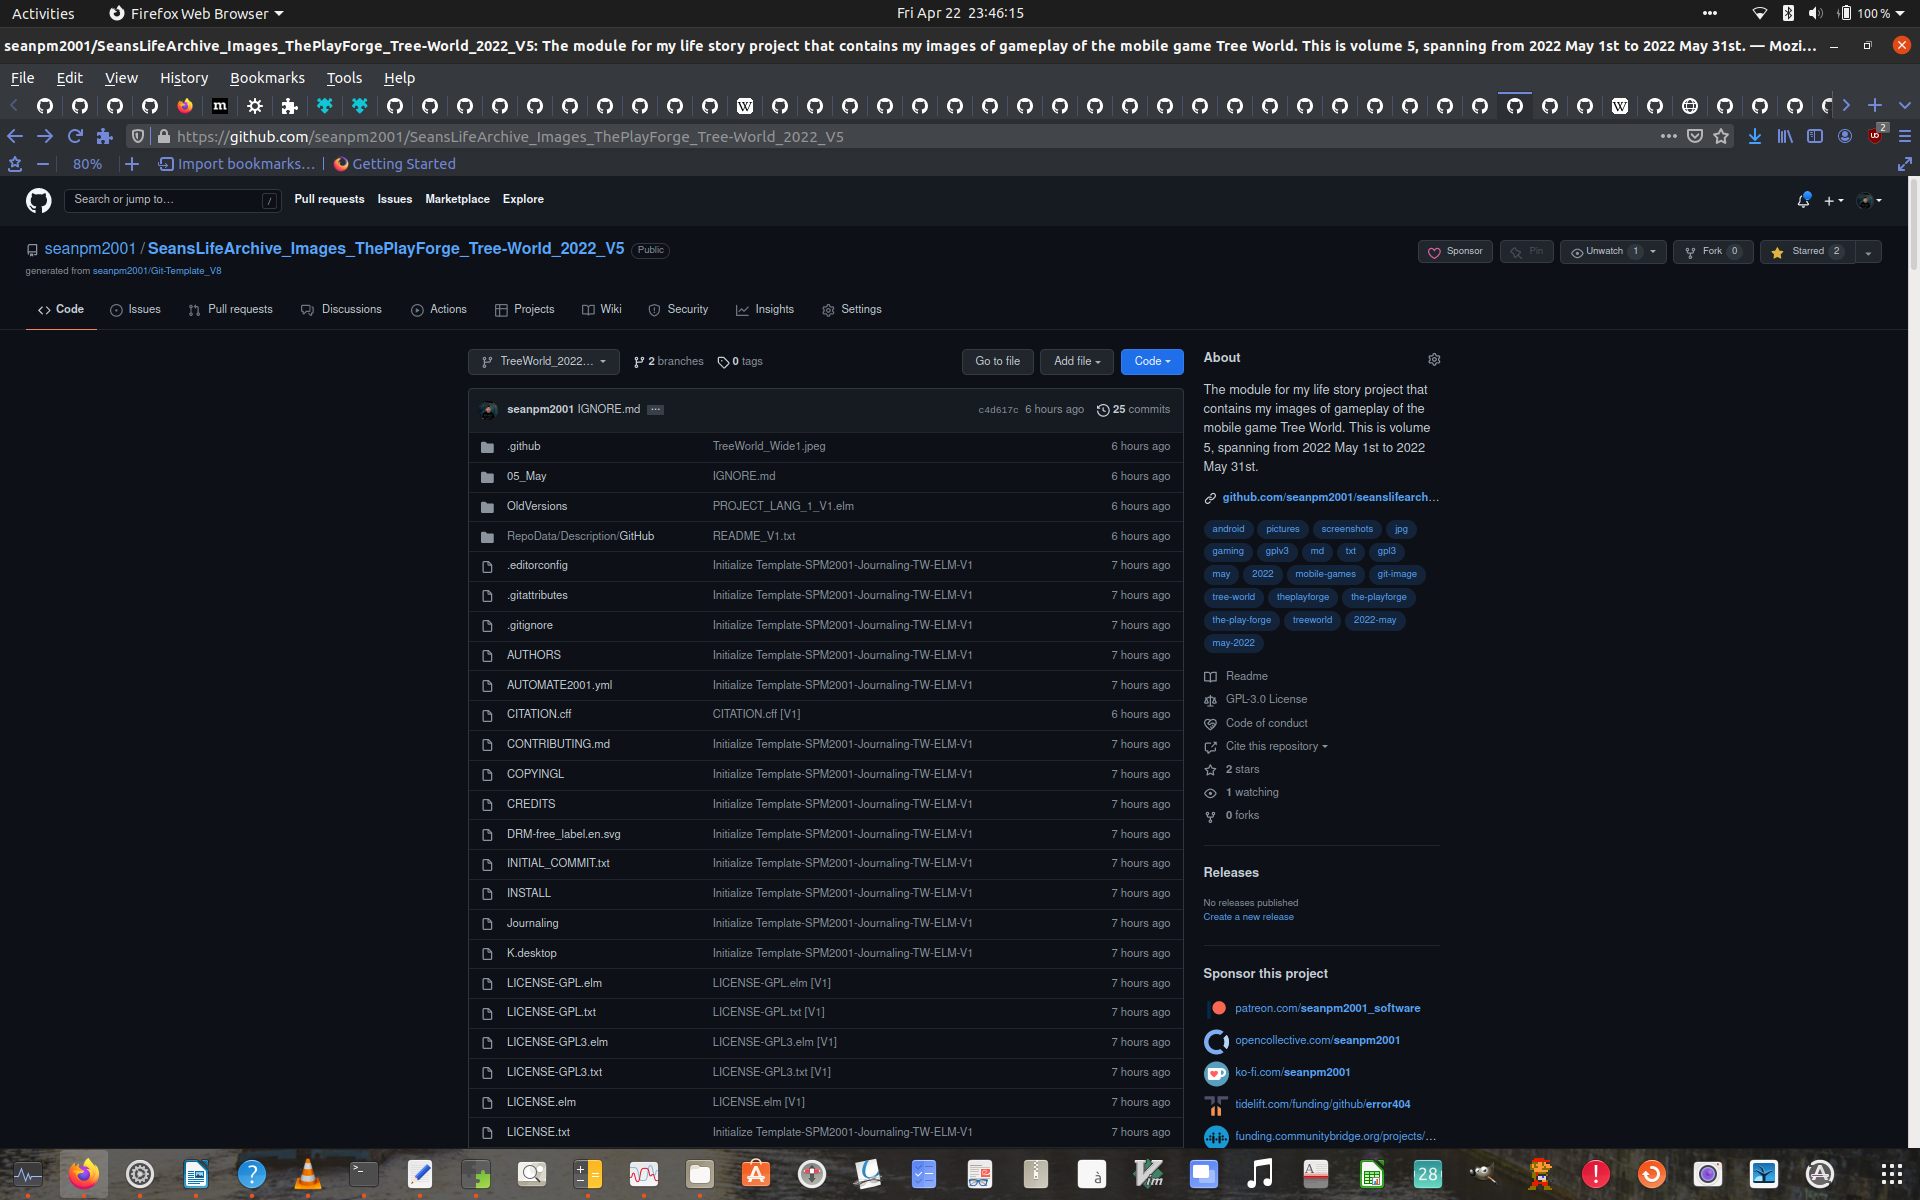 Activities Firefox Web Browser Fri Apr 22 23:46:15 100 %
seanpm2001/SeansLifeArchive_Images_ThePlayForge_Tree-World_2022_V5: The module for my life story project that contains my images of gameplay of the mobile game Tree World. This is volume 5, spanning from 2022 May 1st to 2022 May 31st. — Mozi…
File Edit View History Bookmarks Tools Help
https://github.com/seanpm2001/SeansLifeArchive_Images_ThePlayForge_Tree-World_2022_V5 2
80% Import bookmarks… Getting Started
Search or jump to… / Pull requests Issues Marketplace Explore
seanpm2001 / SeansLifeArchive_Images_ThePlayForge_Tree-World_2022_V5 Public Sponsor Pin Unwatch 1 Fork 0 Starred 2
generated from seanpm2001/Git-Template_V8
Code Issues Pull requests Discussions Actions Projects Wiki Security Insights Settings
TreeWorld_2022… 2 branches 0 tags Go to file Add file Code
seanpm2001 IGNORE.md … c4d617c 6 hours ago 25 commits
.github TreeWorld_Wide1.jpeg 6 hours ago
05_May IGNORE.md 6 hours ago
OldVersions PROJECT_LANG_1_V1.elm 6 hours ago
RepoData/Description/GitHub README_V1.txt 6 hours ago
.editorconfig Initialize Template-SPM2001-Journaling-TW-ELM-V1 7 hours ago
.gitattributes Initialize Template-SPM2001-Journaling-TW-ELM-V1 7 hours ago
.gitignore Initialize Template-SPM2001-Journaling-TW-ELM-V1 7 hours ago
AUTHORS Initialize Template-SPM2001-Journaling-TW-ELM-V1 7 hours ago
AUTOMATE2001.yml Initialize Template-SPM2001-Journaling-TW-ELM-V1 7 hours ago
CITATION.cff CITATION.cff [V1] 6 hours ago
CONTRIBUTING.md Initialize Template-SPM2001-Journaling-TW-ELM-V1 7 hours ago
COPYINGL Initialize Template-SPM2001-Journaling-TW-ELM-V1 7 hours ago
CREDITS Initialize Template-SPM2001-Journaling-TW-ELM-V1 7 hours ago
DRM-free_label.en.svg Initialize Template-SPM2001-Journaling-TW-ELM-V1 7 hours ago
INITIAL_COMMIT.txt Initialize Template-SPM2001-Journaling-TW-ELM-V1 7 hours ago
INSTALL Initialize Template-SPM2001-Journaling-TW-ELM-V1 7 hours ago
Journaling Initialize Template-SPM2001-Journaling-TW-ELM-V1 7 hours ago
K.desktop Initialize Template-SPM2001-Journaling-TW-ELM-V1 7 hours ago
LICENSE-GPL.elm LICENSE-GPL.elm [V1] 7 hours ago
LICENSE-GPL.txt LICENSE-GPL.txt [V1] 7 hours ago
LICENSE-GPL3.elm LICENSE-GPL3.elm [V1] 7 hours ago
LICENSE-GPL3.txt LICENSE-GPL3.txt [V1] 7 hours ago
LICENSE.elm LICENSE.elm [V1] 7 hours ago
LICENSE.txt Initialize Template-SPM2001-Journaling-TW-ELM-V1 7 hours ago
About
The module for my life story project that
contains my images of gameplay of the
mobile game Tree World. This is volume
5, spanning from 2022 May 1st to 2022
May 31st.
github.com/seanpm2001/seanslifearch…
android pictures screenshots jpg
gaming gplv3 md txt gpl3
may 2022 mobile-games git-image
tree-world theplayforge the-playforge
the-play-forge treeworld 2022-may
may-2022
Readme
GPL-3.0 License
Code of conduct
Cite this repository
2 stars
1 watching
0 forks
Releases
No releases published
Create a new release
Sponsor this project
patreon.com/seanpm2001_software
opencollective.com/seanpm2001
ko-fi.com/seanpm2001
tidelift.com/funding/github/error404
funding.communitybridge.org/projects/…
28